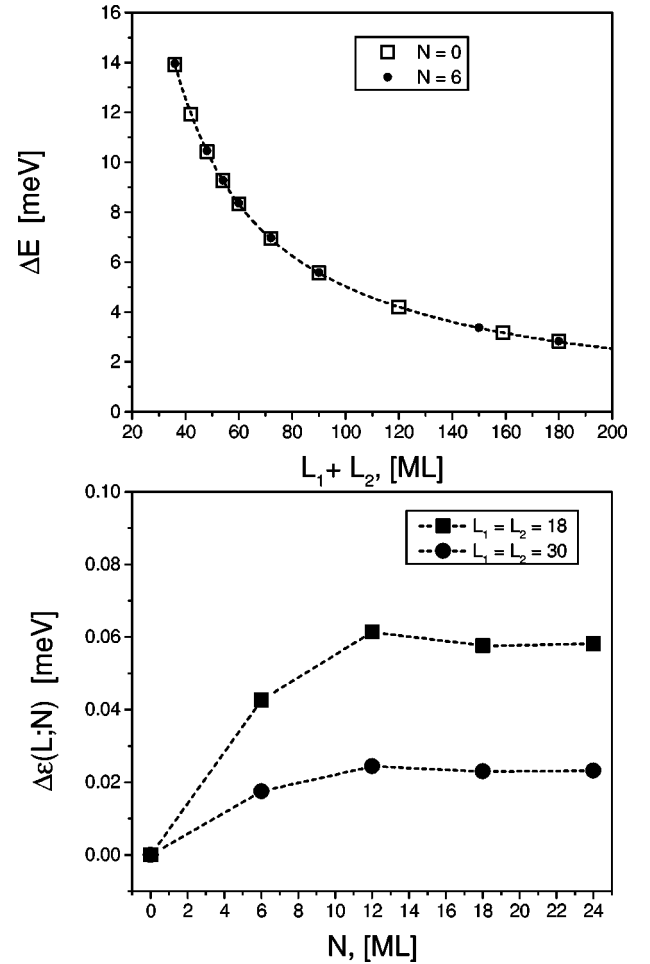 16
14
12
10
8
6
4
2
0
ΔE [meV]
N = 0
N = 6
20 40 60 80 100 120 140 160 180 200
L₁+ L₂, [ML]
0.10
0.08
0.06
0.04
0.02
0.00
Δε(L;N) [meV]
L₁ = L₂ = 18
L₁ = L₂ = 30
0 2 4 6 8 10 12 14 16 18 20 22 24
N, [ML]